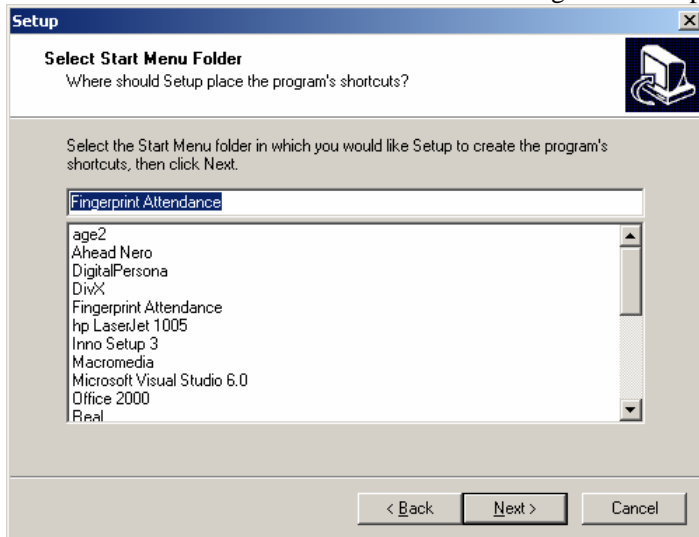 Setup
Select Start Menu Folder
Where should Setup place the program's shortcuts?
Select the Start Menu folder in which you would like Setup to create the program's
shortcuts, then click Next.
Fingerprint Attendance
age2
Ahead Nero
DigitalPersona
DivX
Fingerprint Attendance
hp LaserJet 1005
Inno Setup 3
Macromedia
Microsoft Visual Studio 6.0
Office 2000
Real
< Back
Next >
Cancel